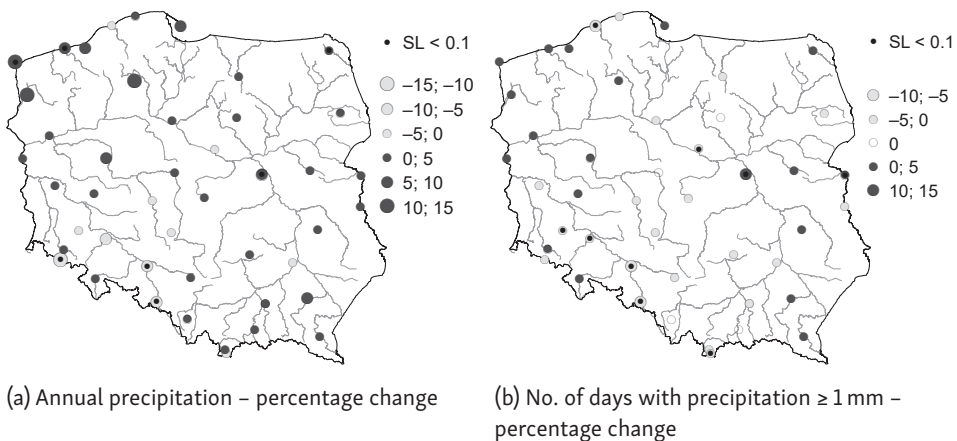 SL < 0.1
–15; –10
–10; –5
–5; 0
0; 5
5; 10
10; 15
(a) Annual precipitation – percentage change
SL < 0.1
–10; –5
–5; 0
0
0; 5
10; 15
(b) No. of days with precipitation ≥ 1 mm –
percentage change